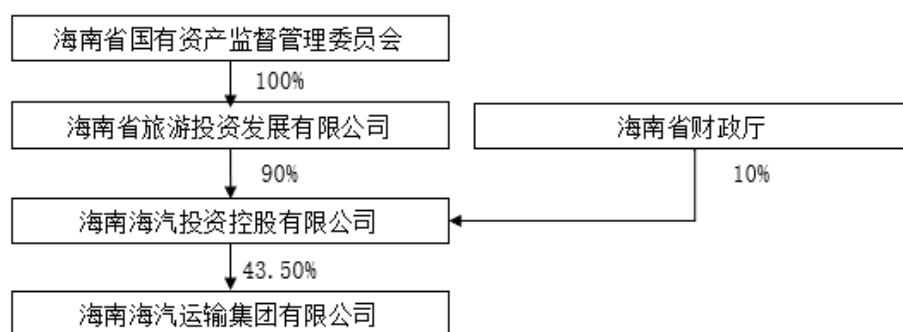 海南省国有资产监督管理委员会
100%
海南省旅游投资发展有限公司
海南省财政厅
90%
10%
海南海汽投资控股有限公司
43.50%
海南海汽运输集团有限公司